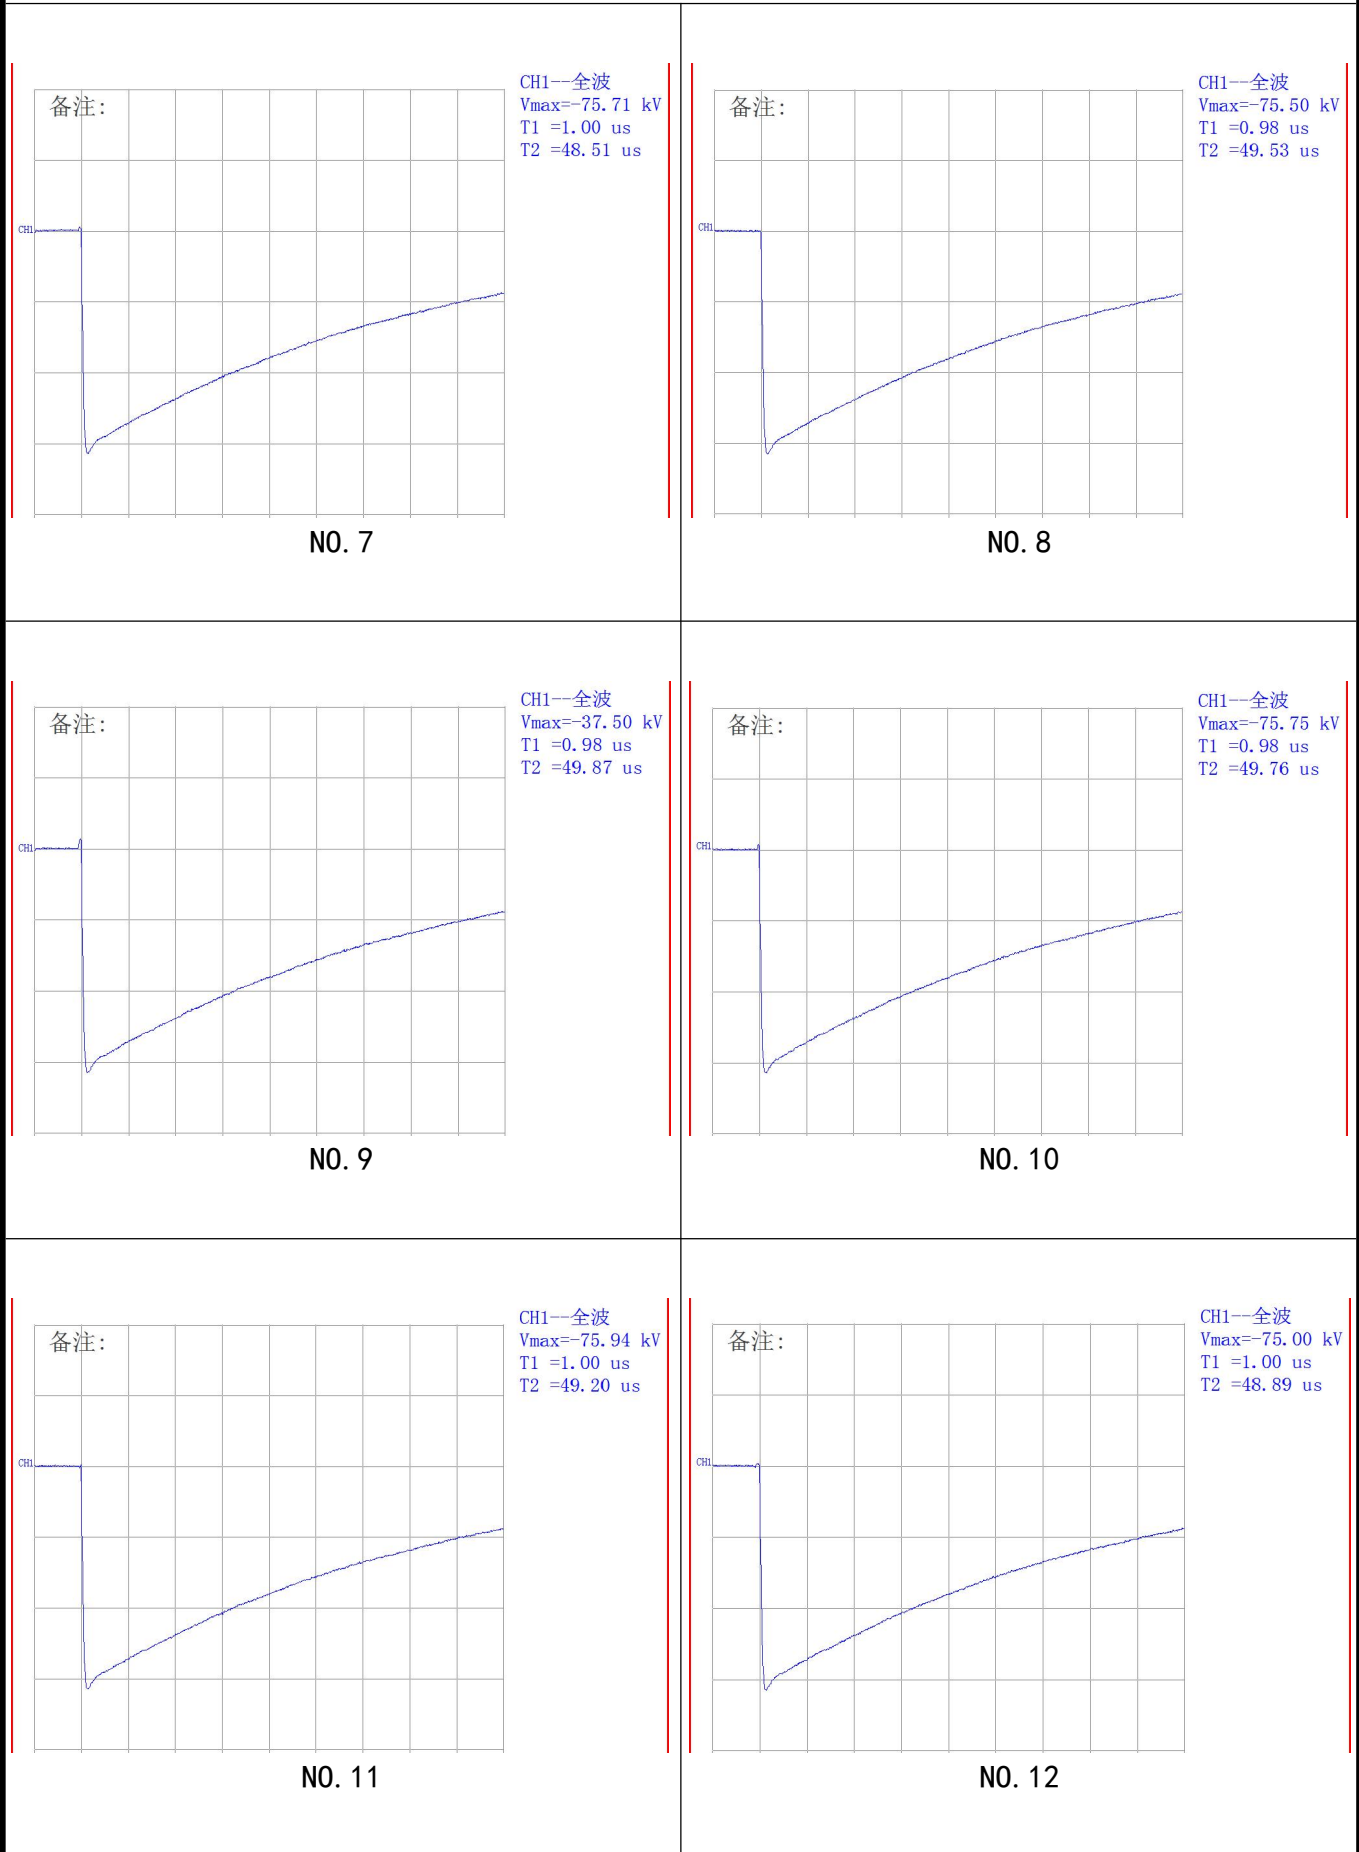 备注:
CH1--全波
Vmax=-75.71 kV
T1 =1.00 us
T2 =48.51 us
CH1
NO.7
备注:
CH1--全波
Vmax=-75.50 kV
T1 =0.98 us
T2 =49.53 us
CH1
NO.8
备注:
CH1--全波
Vmax=-37.50 kV
T1 =0.98 us
T2 =49.87 us
CH1
NO.9
备注:
CH1--全波
Vmax=-75.75 kV
T1 =0.98 us
T2 =49.76 us
CH1
NO.10
备注:
CH1--全波
Vmax=-75.94 kV
T1 =1.00 us
T2 =49.20 us
CH1
NO.11
备注:
CH1--全波
Vmax=-75.00 kV
T1 =1.00 us
T2 =48.89 us
CH1
NO.12